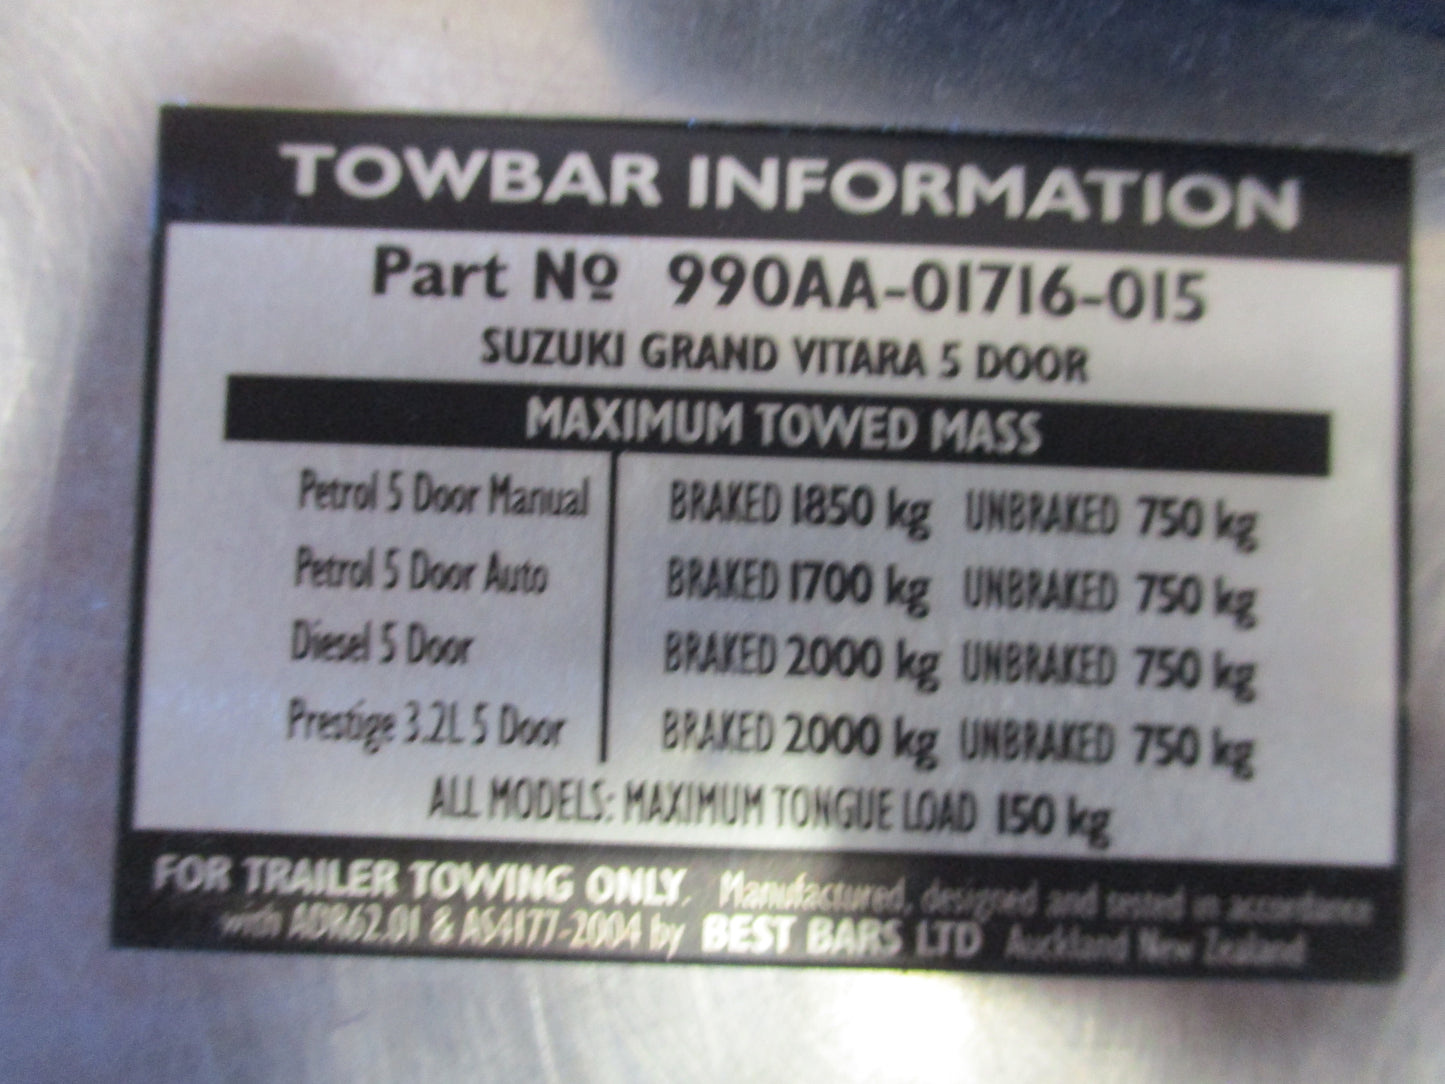 TOWBAR INFORMATION
Part Nº 990AA-01716-015
SUZUKI GRAND VITARA 5 DOOR
MAXIMUM TOWED MASS
Petrol 5 Door Manual BRAKED 1850 kg UNBRAKED 750 kg
Petrol 5 Door Auto BRAKED 1700 kg UNBRAKED 750 kg
Diesel 5 Door BRAKED 2000 kg UNBRAKED 750 kg
Prestige 3.2L 5 Door BRAKED 2000 kg UNBRAKED 750 kg
ALL MODELS: MAXIMUM TONGUE LOAD 150 kg
FOR TRAILER TOWING ONLY. Manufactured, designed and tested in accordance
with ADR62.01 & AS4177-2004 by BEST BARS LTD Auckland New Zealand